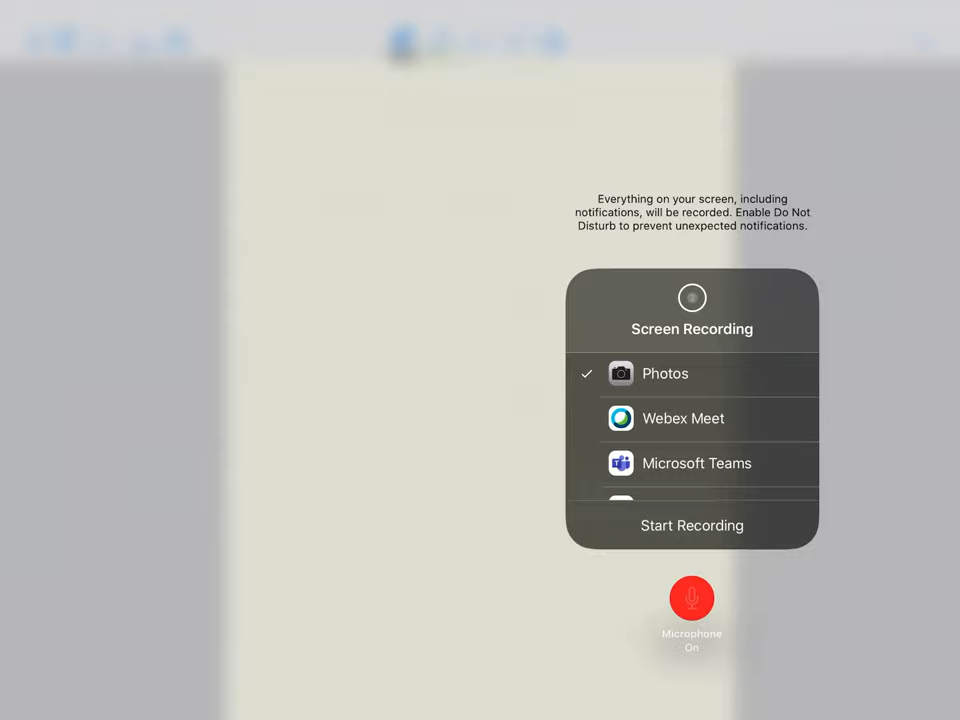 Everything on your screen, including
notifications, will be recorded. Enable Do Not
Disturb to prevent unexpected notifications.
Screen Recording
Photos
Webex Meet
Microsoft Teams
Start Recording
Microphone
On